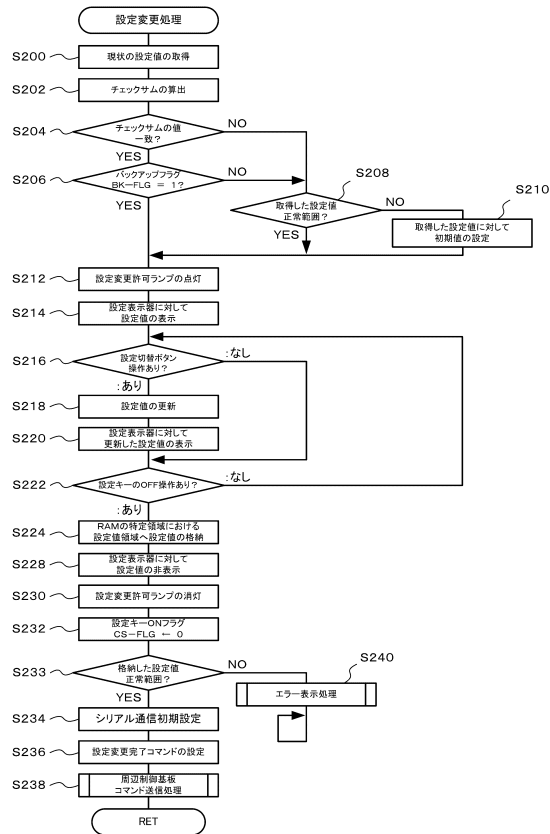 設定変更処理
S200
現状の設定値の取得
S202
チェックサムの算出
S204
チェックサムの値
一致?
NO
YES
S206
バックアップフラグ
BK-FLG = 1?
NO
YES
S208
取得した設定値
正常範囲?
NO
YES
S210
取得した設定値に対して
初期値の設定
S212
設定変更許可ランプの点灯
S214
設定表示器に対して
設定値の表示
S216
設定切替ボタン
操作あり?
:なし
:あり
S218
設定値の更新
S220
設定表示器に対して
更新した設定値の表示
S222
設定キーのOFF操作あり?
:なし
:あり
S224
RAMの特定領域における
設定値領域へ設定値の格納
S228
設定表示器に対して
設定値の非表示
S230
設定変更許可ランプの消灯
S232
設定キーONフラグ
CS-FLG ← 0
S233
格納した設定値
正常範囲?
NO
YES
S240
エラー表示処理
S234
シリアル通信初期設定
S236
設定変更完了コマンドの設定
S238
周辺制御基板
コマンド送信処理
RET